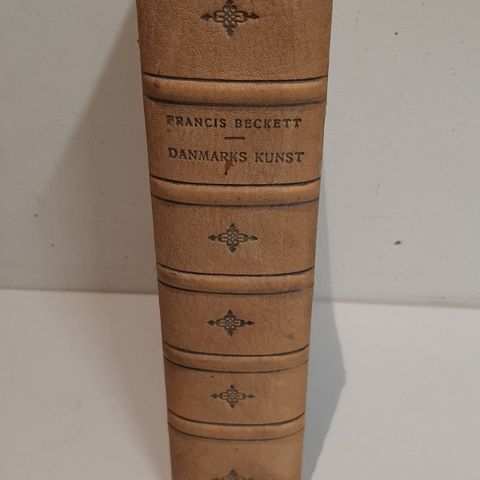 FRANCIS BECKETT
DANMARKS KUNST